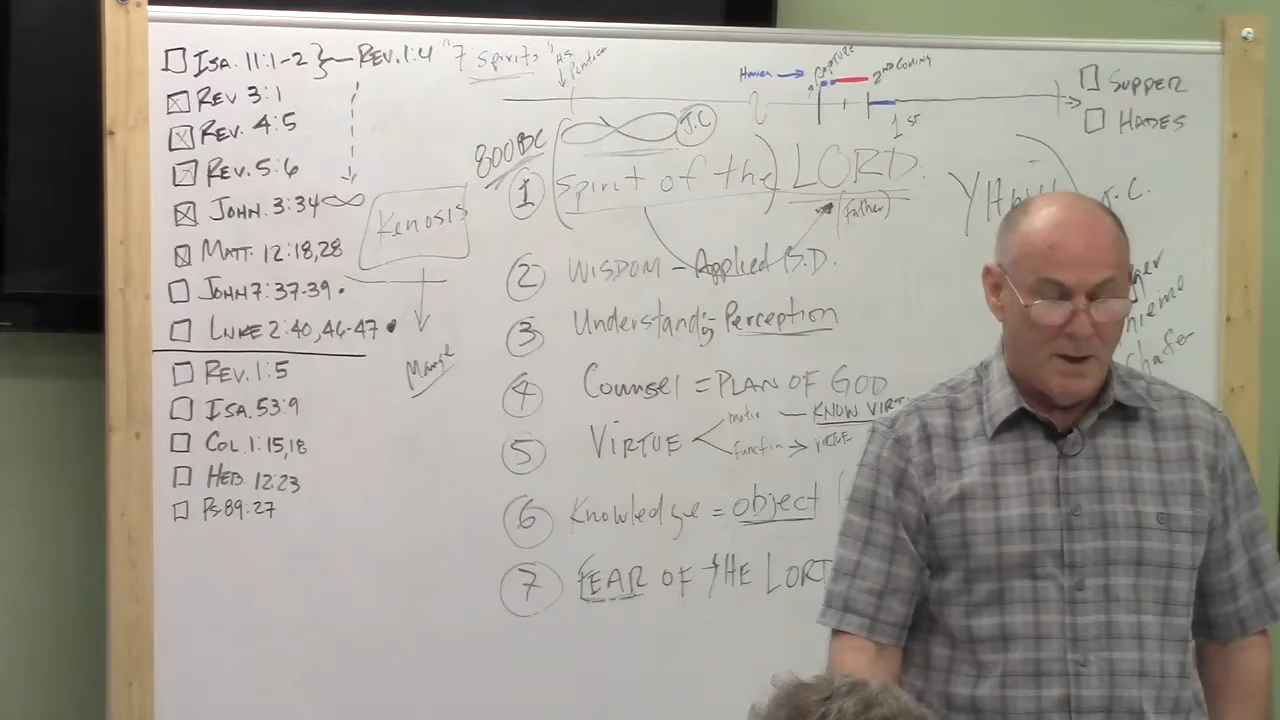 ISA. 11:1-2 } — REV. 1:4 "7 Spirits"
REV 3:1
REV. 4:5
REV. 5:6
JOHN. 3:34 ∞
MATT. 12:18,28
JOHN 7:37-39
LUKE 2:40, 46-47
REV. 1:5
ISA. 53:9
COL. 1:15,18
HEB. 12:23
PS. 89:27
Kenosis
H.S.
RAPTURE
2ND COMING
1ST
SUPPER
HADES
800 BC
J.C
1 Spirit of the LORD.
(Father)
2 WISDOM - Applied B.D.
3 Understanding - Perception
4 Counsel = PLAN OF GOD
5 VIRTUE
motiv — KNOW VIRT
function → VIRTUE
6 Knowledge = object
7 FEAR OF THE LORD